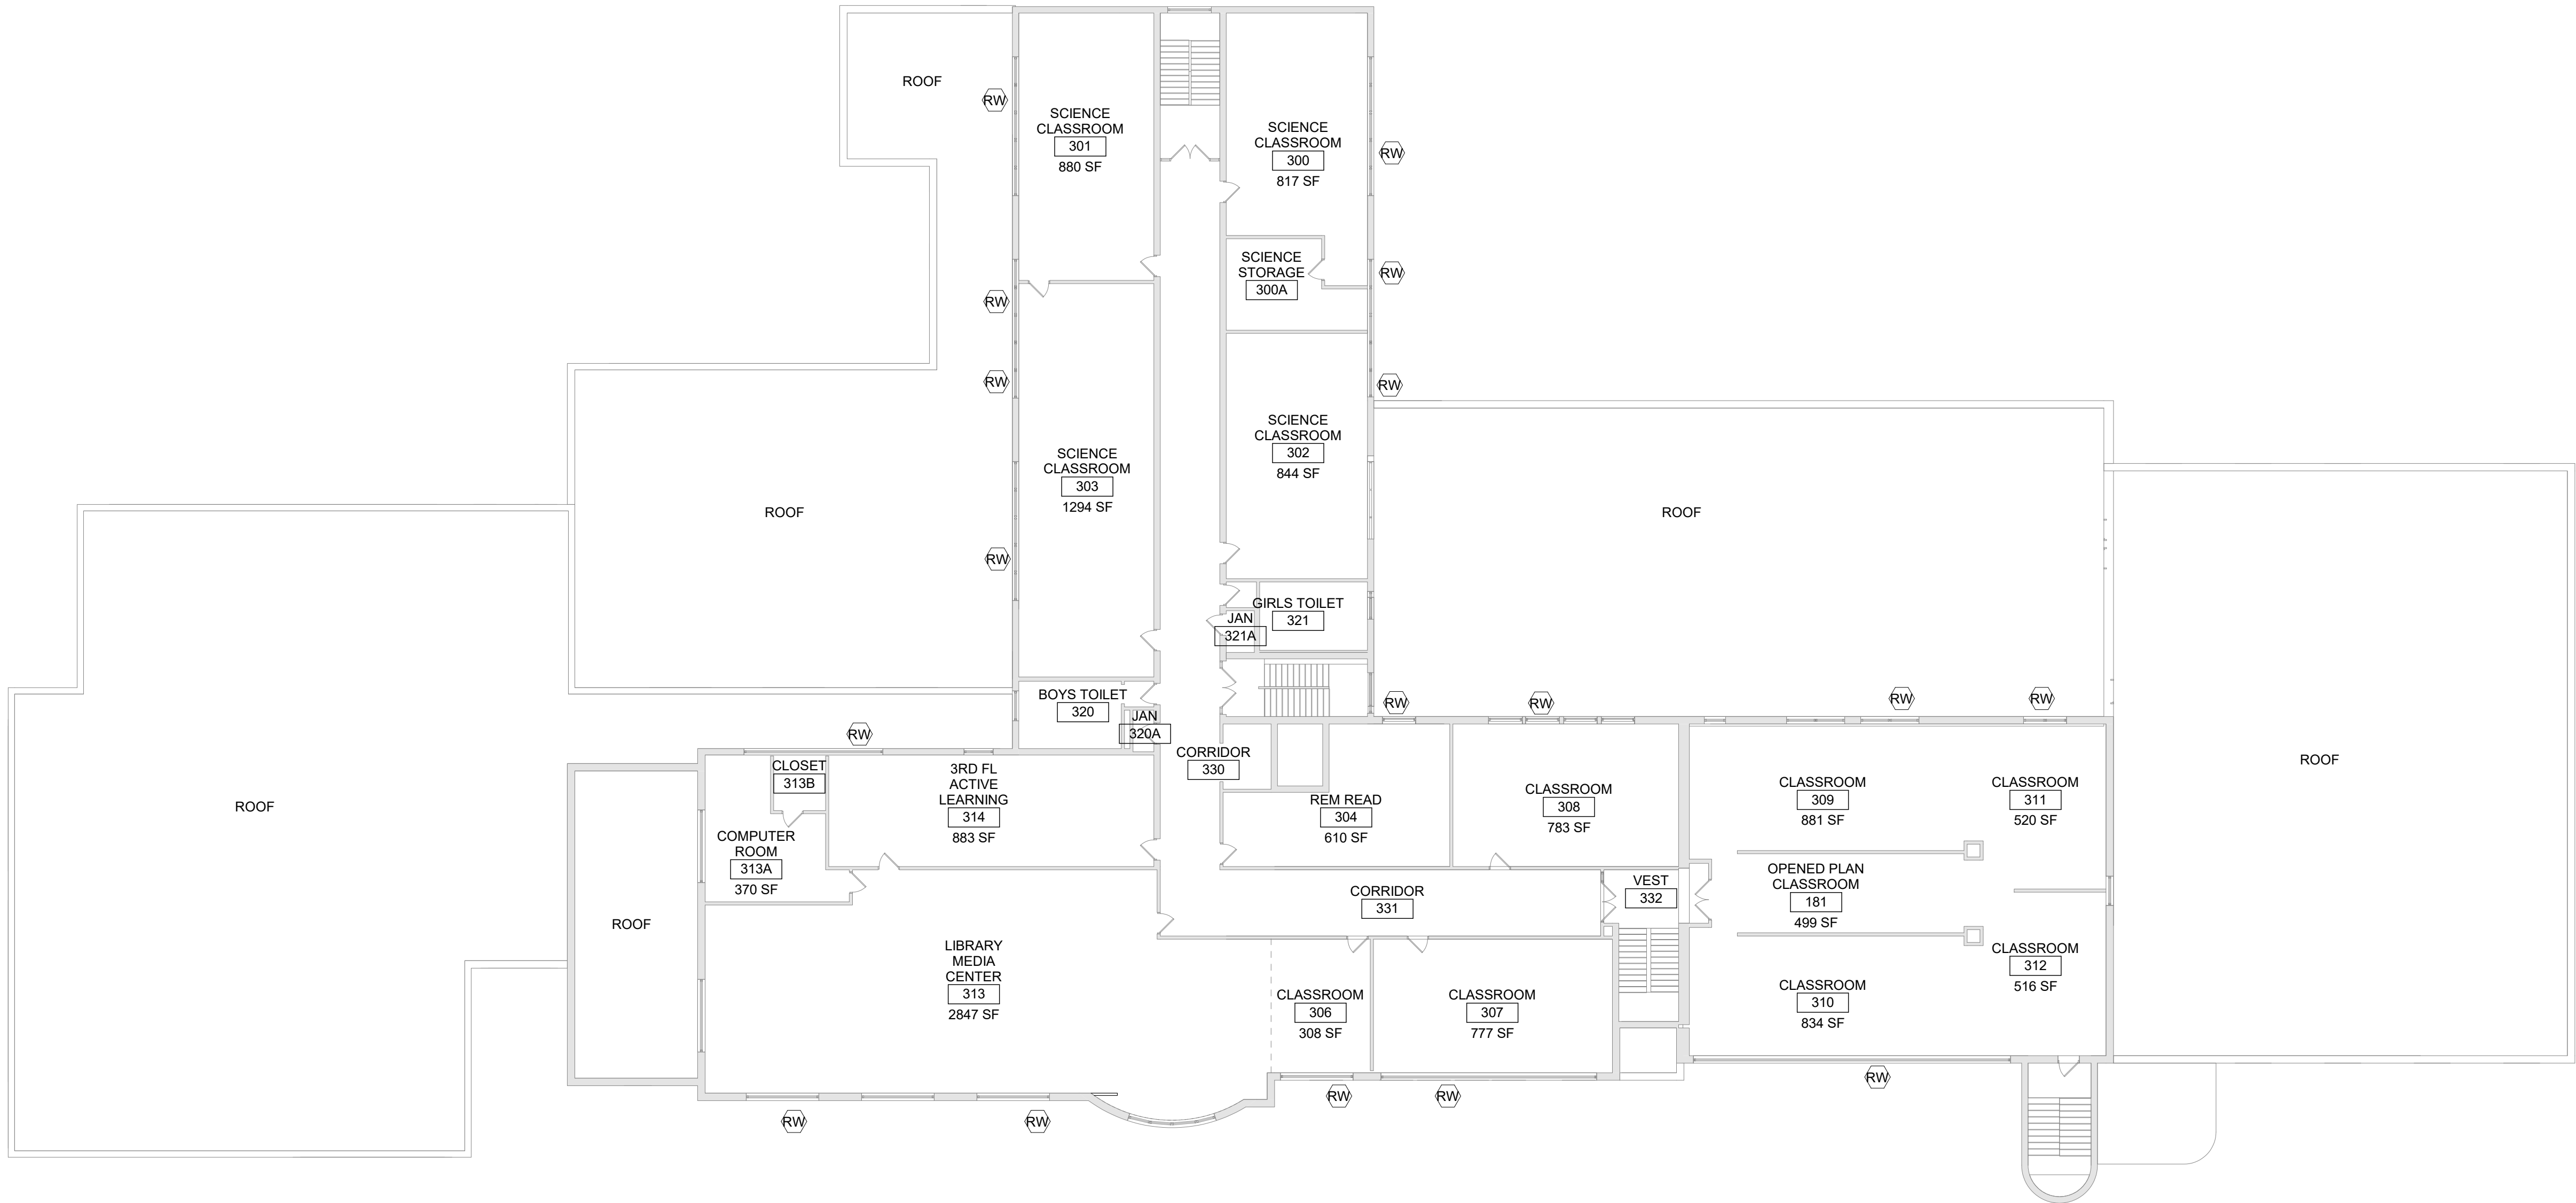 ROOF
RW
SCIENCE
CLASSROOM
301
880 SF
SCIENCE
CLASSROOM
300
817 SF
RW
SCIENCE
STORAGE
300A
RW
RW
RW
RW
SCIENCE
CLASSROOM
302
844 SF
SCIENCE
CLASSROOM
303
1294 SF
ROOF
ROOF
RW
GIRLS TOILET
321
JAN
321A
BOYS TOILET
320
JAN
320A
RW
RW
RW
RW
RW
CORRIDOR
330
ROOF
ROOF
CLOSET
313B
3RD FL
ACTIVE
LEARNING
314
883 SF
REM READ
304
610 SF
CLASSROOM
308
783 SF
CLASSROOM
309
881 SF
CLASSROOM
311
520 SF
COMPUTER
ROOM
313A
370 SF
OPENED PLAN
CLASSROOM
181
499 SF
VEST
332
CORRIDOR
331
ROOF
LIBRARY
MEDIA
CENTER
313
2847 SF
CLASSROOM
306
308 SF
CLASSROOM
307
777 SF
CLASSROOM
310
834 SF
CLASSROOM
312
516 SF
RW
RW
RW
RW
RW